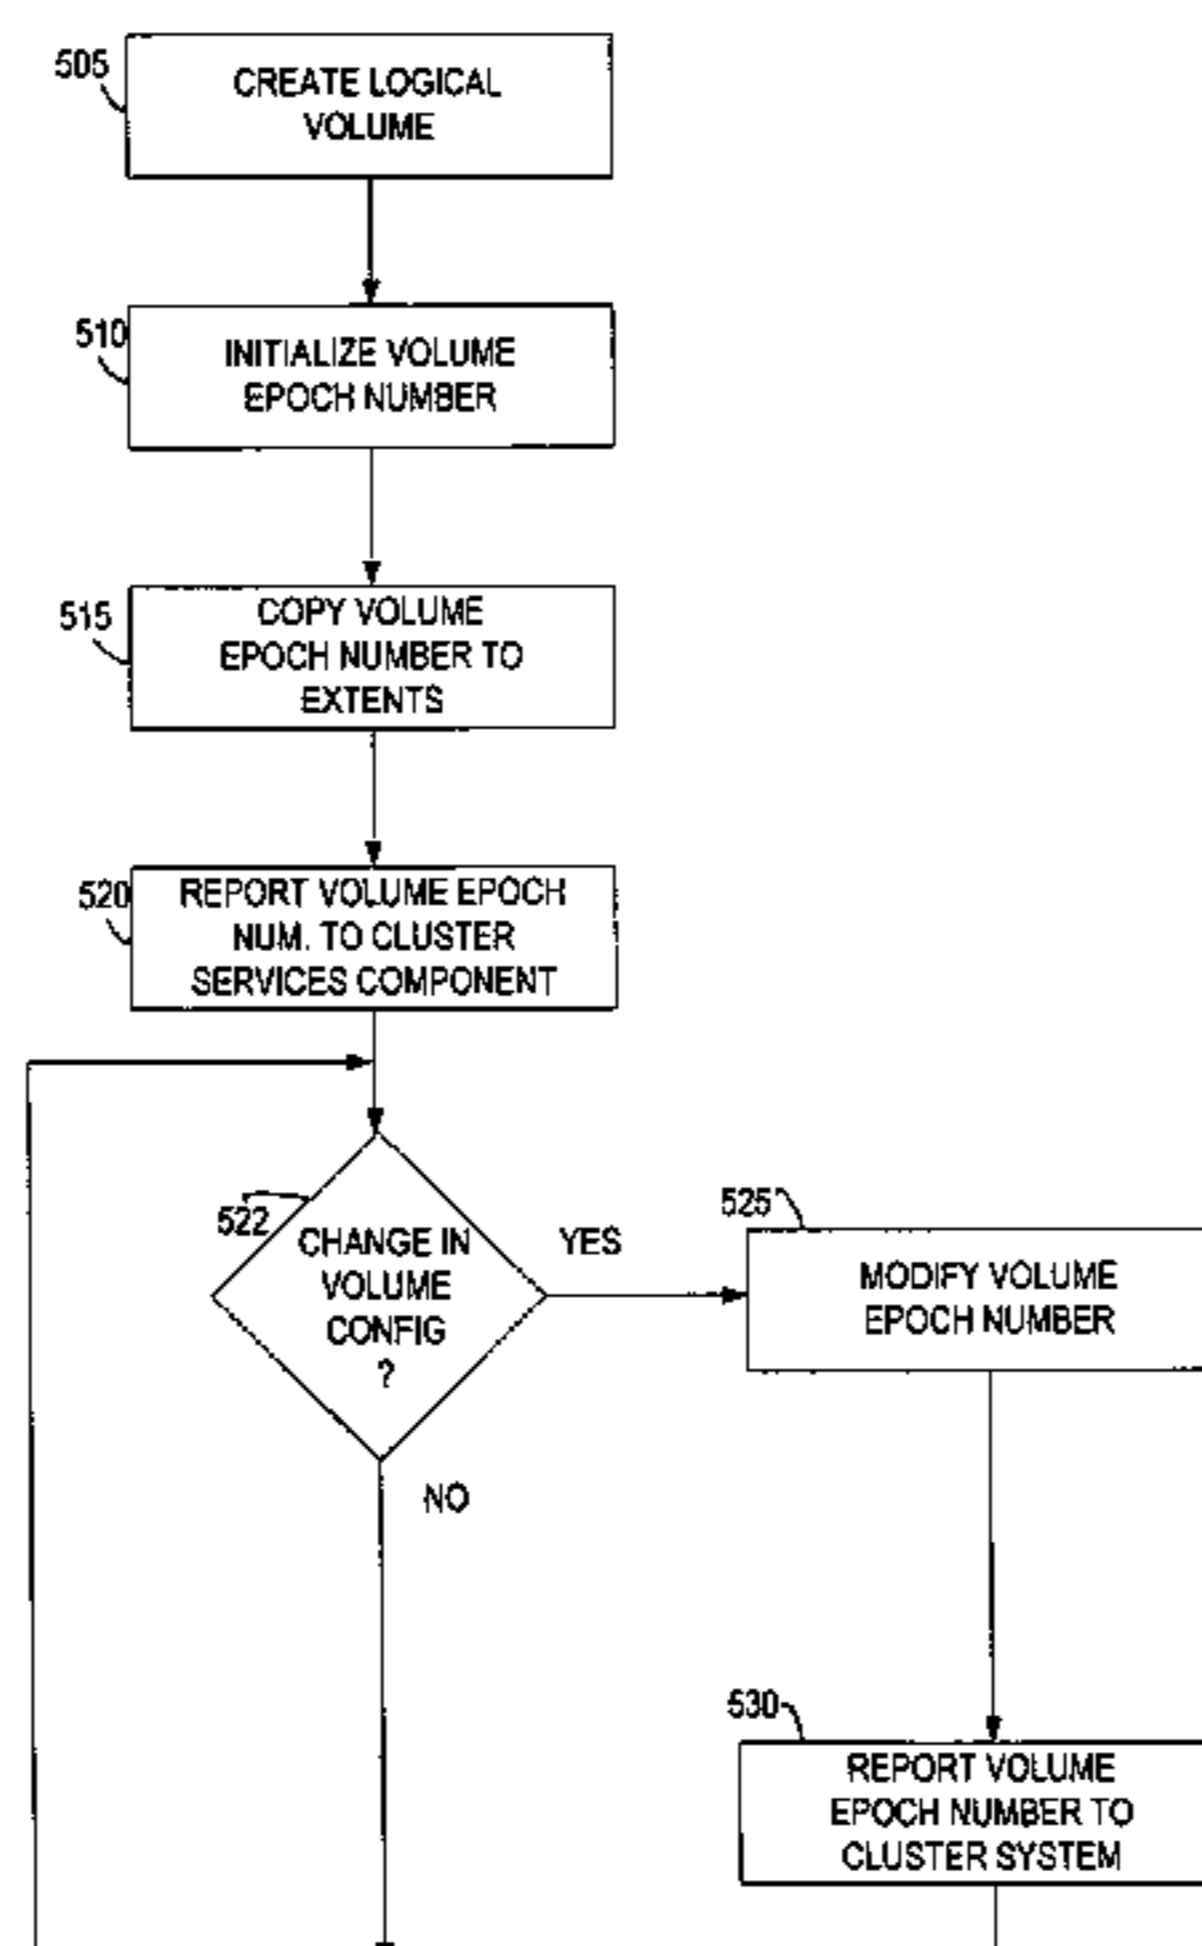 505
CREATE LOGICAL
VOLUME
510
INITIALIZE VOLUME
EPOCH NUMBER
515
COPY VOLUME
EPOCH NUMBER TO
EXTENTS
520
REPORT VOLUME EPOCH
NUM. TO CLUSTER
SERVICES COMPONENT
522
CHANGE IN
VOLUME
CONFIG
?
YES
NO
525
MODIFY VOLUME
EPOCH NUMBER
530
REPORT VOLUME
EPOCH NUMBER TO
CLUSTER SYSTEM